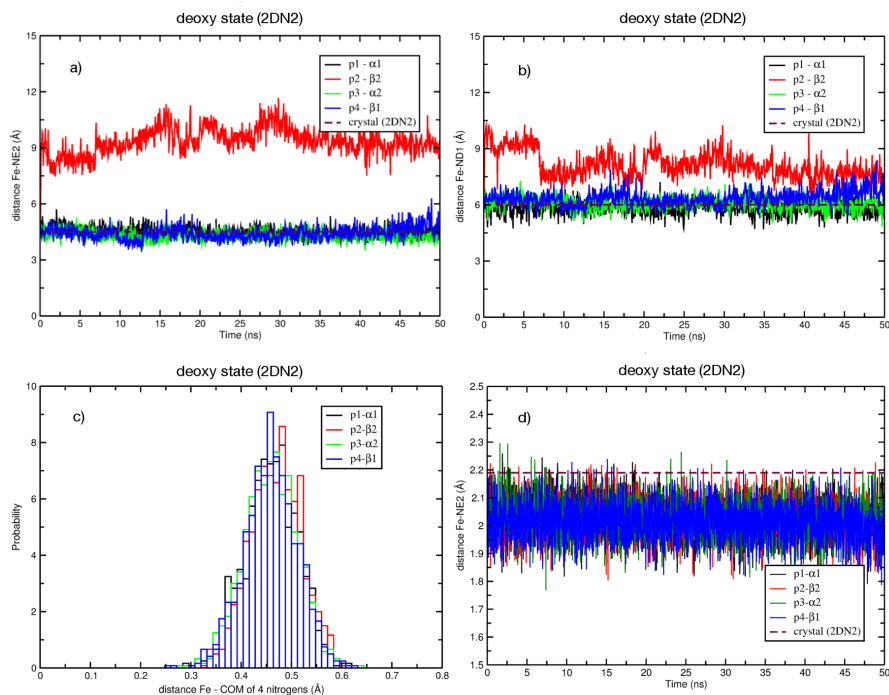 deoxy state (2DN2)
a)
p1 - α1
p2 - β2
p3 - α2
p4 - β1
crystal (2DN2)
distance Fe-NE2 (Å)
15
12
9
6
3
0
0 5 10 15 20 25 30 35 40 45 50
Time (ns)
deoxy state (2DN2)
b)
p1 - α1
p2 - β2
p3 - α2
p4 - β1
crystal (2DN2)
distance Fe-ND1 (Å)
15
12
9
6
3
0
0 5 10 15 20 25 30 35 40 45 50
Time (ns)
deoxy state (2DN2)
c)
p1-α1
p2-β2
p3-α2
p4-β1
Probability
10
8
6
4
2
0
0 0.1 0.2 0.3 0.4 0.5 0.6 0.7 0.8
distance Fe - COM of 4 nitrogens (Å)
deoxy state (2DN2)
d)
distance Fe-NE2 (Å)
2.5
2.4
2.3
2.2
2.1
2
1.9
1.8
1.7
1.6
1.5
p1-α1
p2-β2
p3-α2
p4-β1
crystal (2DN2)
0 5 10 15 20 25 30 35 40 45 50
Time (ns)